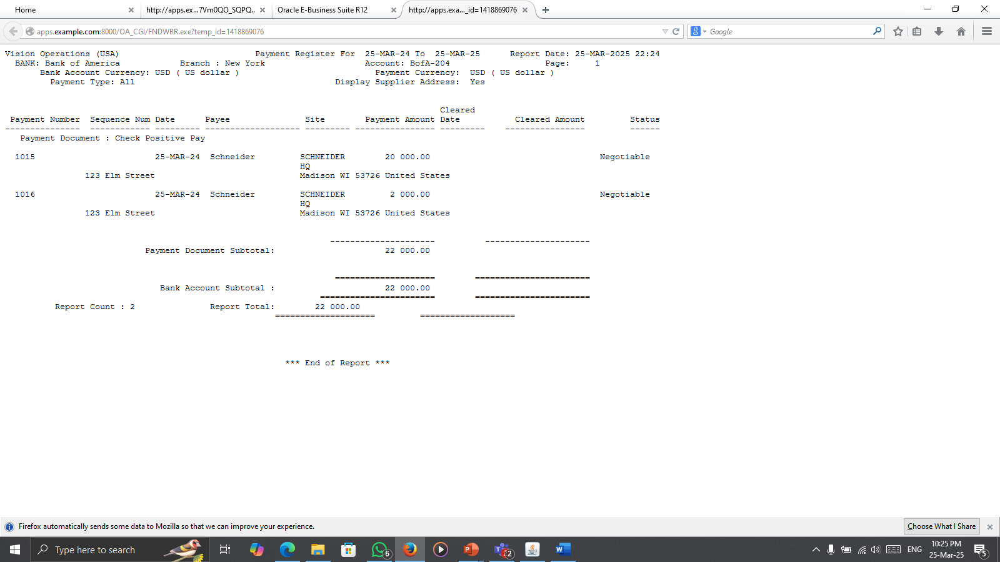 Home
http://apps.ex...7Vm0QO_SQPQ..
Oracle E-Business Suite R12
http://apps.exa..._id=1418869076
apps.example.com:8000/OA_CGI/FNDWRR.exe?temp_id=1418869076
8 Google
Vision Operations (USA) Payment Register For 25-MAR-24 To 25-MAR-25 Report Date: 25-MAR-2025 22:24
BANK: Bank of America Branch : New York Account: BofA-204 Page: 1
Bank Account Currency: USD ( US dollar ) Payment Currency: USD ( US dollar )
Payment Type: All Display Supplier Address: Yes
Cleared
Payment Number Sequence Num Date Payee Site Payment Amount Date Cleared Amount Status
--------------- ------------ --------- ------------------- --------- ---------------- --------- ---------------- ------
Payment Document : Check Positive Pay
1015 25-MAR-24 Schneider SCHNEIDER 20 000.00 Negotiable
HQ
123 Elm Street Madison WI 53726 United States
1016 25-MAR-24 Schneider SCHNEIDER 2 000.00 Negotiable
HQ
123 Elm Street Madison WI 53726 United States
--------------------- ---------------------
Payment Document Subtotal: 22 000.00
==================== =======================
Bank Account Subtotal : 22 000.00
======================= =======================
Report Count : 2 Report Total: 22 000.00
==================== ===================
*** End of Report ***
Firefox automatically sends some data to Mozilla so that we can improve your experience.
Choose What I Share
Type here to search
6
2
ENG
10:25 PM
25-Mar-25
5